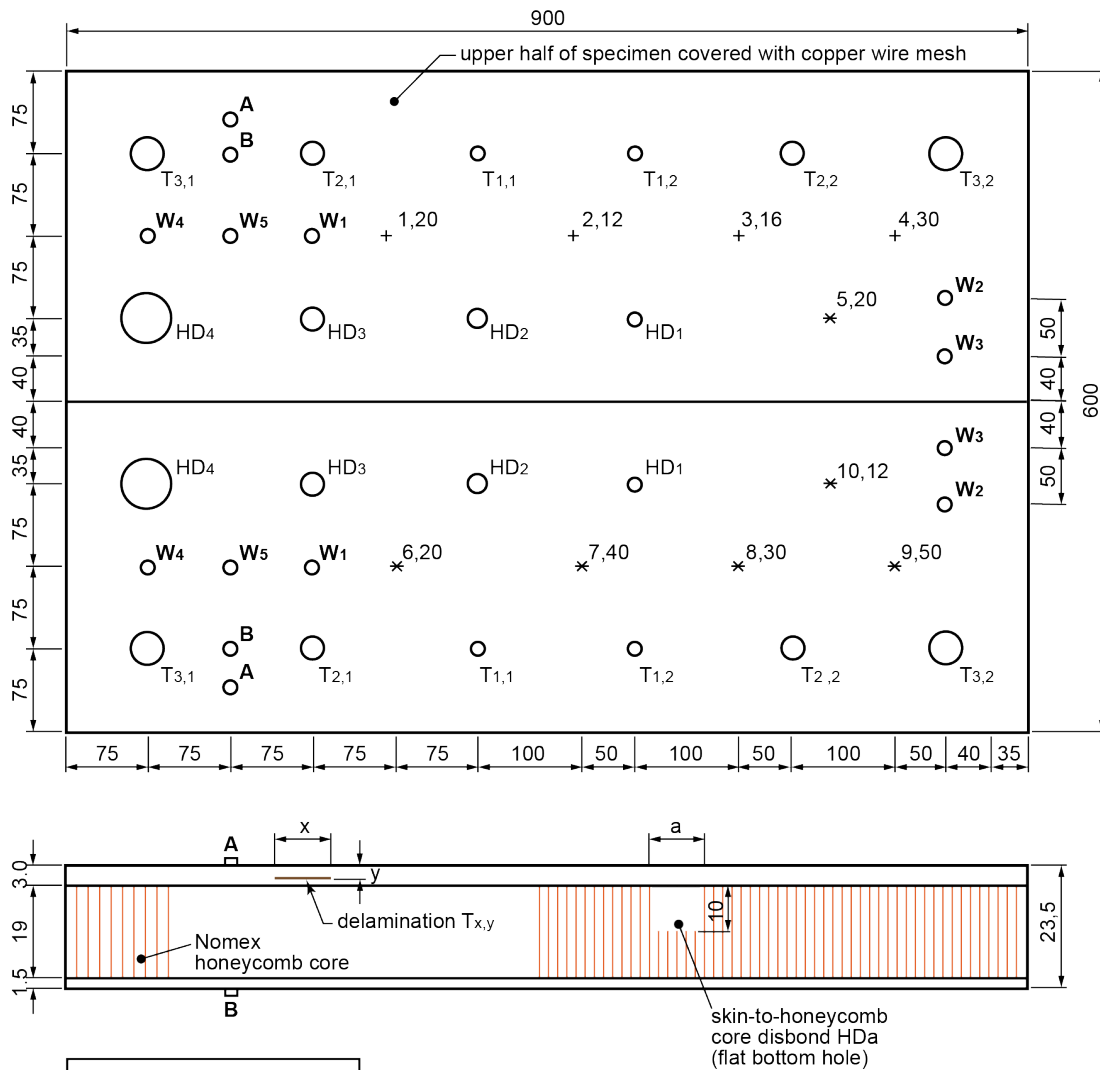 900
upper half of specimen covered with copper wire mesh
A
B
T3,1
T2,1
T1,1
T1,2
T2,2
T3,2
W4
W5
W1
1,20
2,12
3,16
4,30
HD4
HD3
HD2
HD1
5,20
W2
W3
75
75
75
35
40
40
35
75
75
75
50
40
40
50
600
HD4
HD3
HD2
HD1
10,12
W3
W2
W4
W5
W1
6,20
7,40
8,30
9,50
B
A
T3,1
T2,1
T1,1
T1,2
T2,2
T3,2
75
75
75
75
75
100
50
100
50
100
50
40
35
A
x
a
3.0
y
delamination Tx,y
10
19
Nomex
honeycomb core
23,5
1,5
B
skin-to-honeycomb
core disbond HDa
(flat bottom hole)